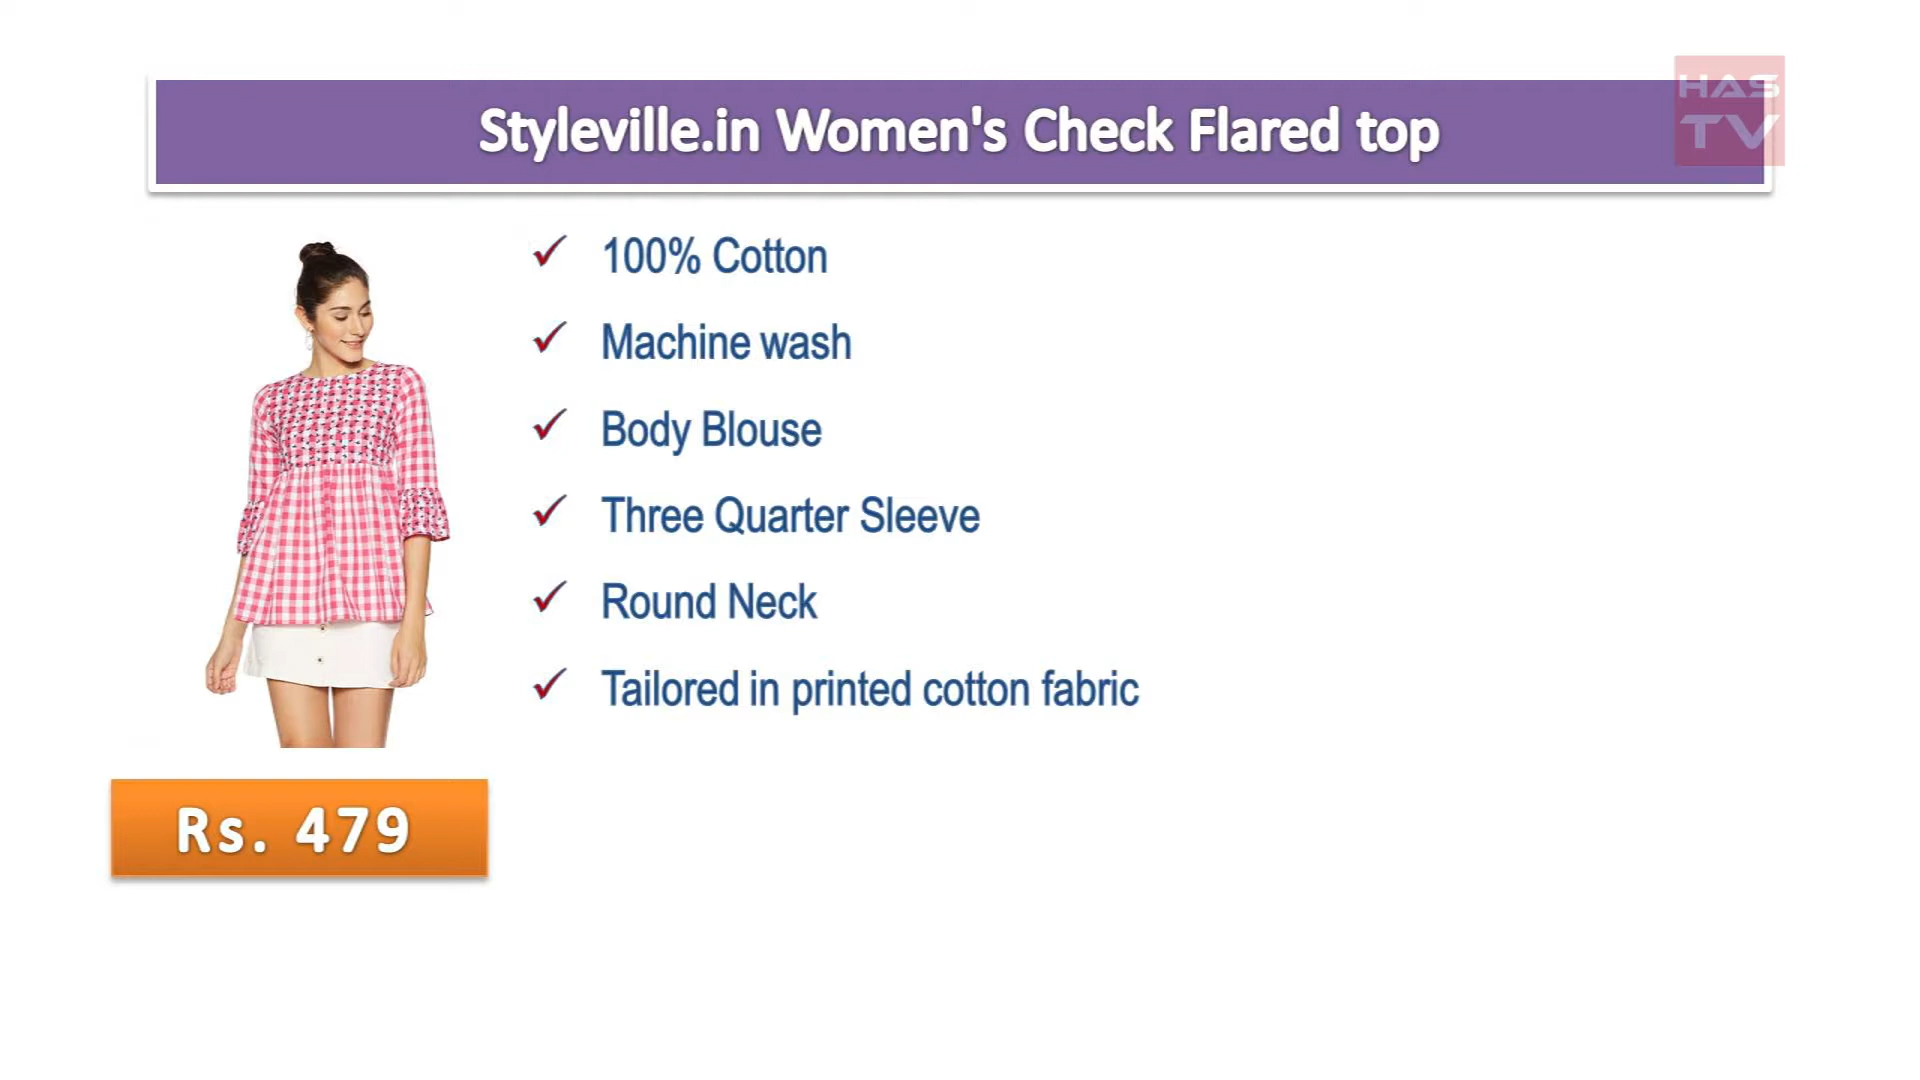 Styleville.in Women's Check Flared top
HAS
TV
100% Cotton
Machine wash
Body Blouse
Three Quarter Sleeve
Round Neck
Tailored in printed cotton fabric
Rs. 479